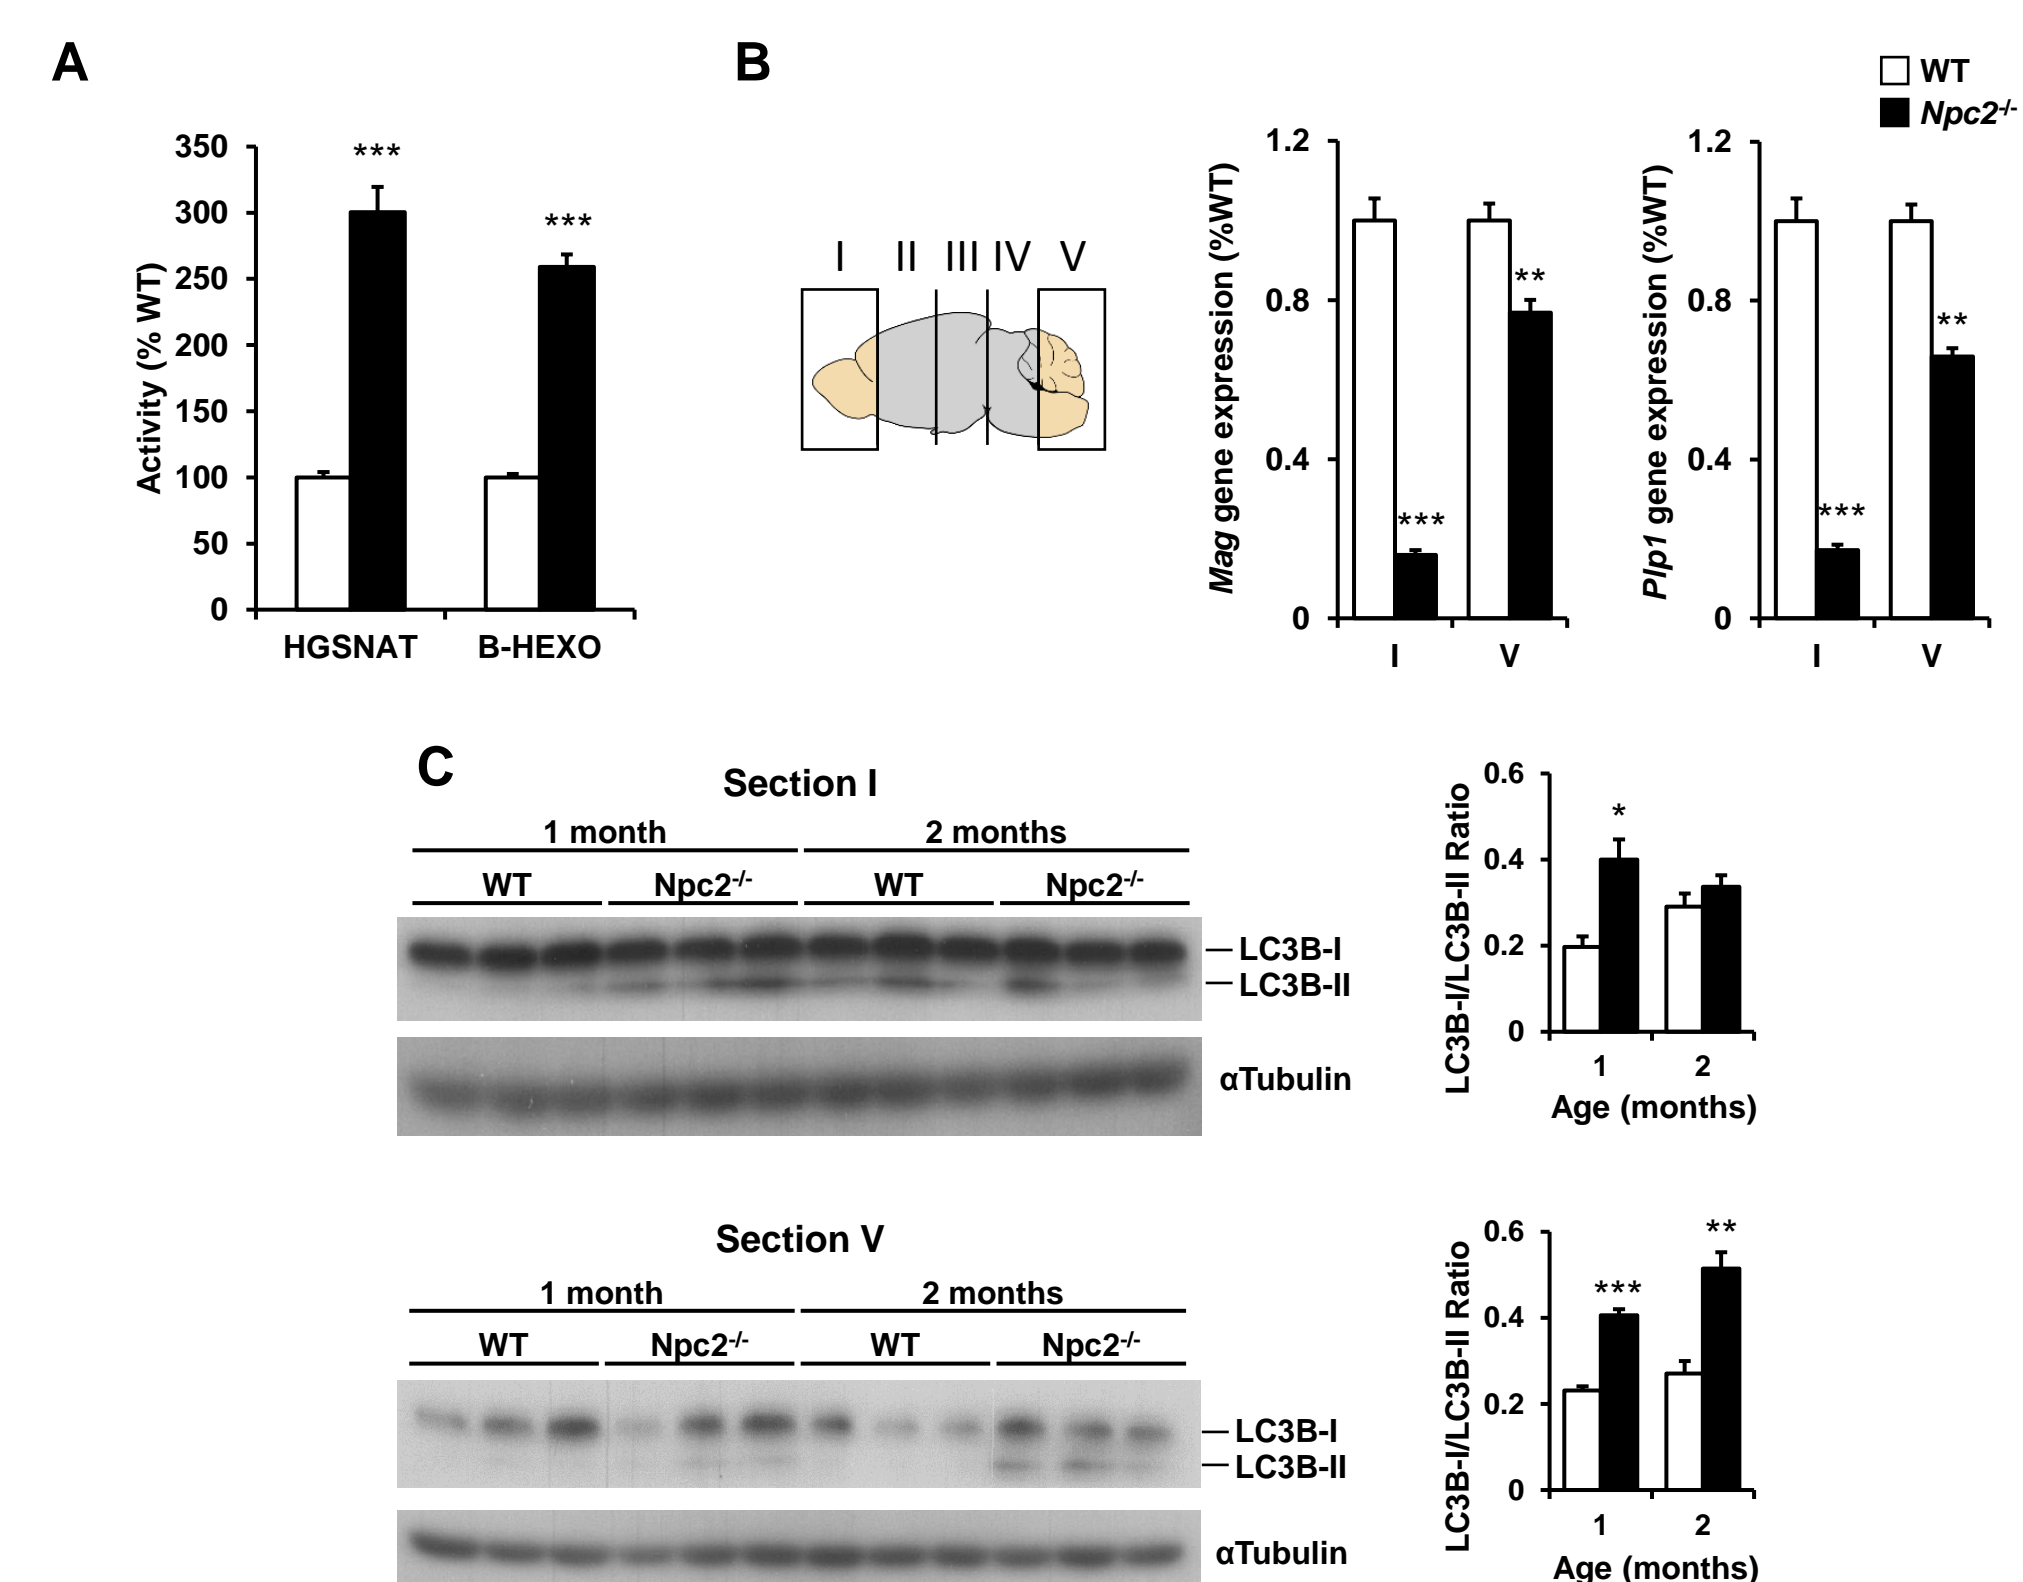 A
B
WT
Npc2-/-
350
300
250
200
150
100
50
0
Activity (% WT)
***
***
HGSNAT
B-HEXO
I II III IV V
1.2
0.8
0.4
0
Mag gene expression (%WT)
***
**
I V
1.2
0.8
0.4
0
Plp1 gene expression (%WT)
***
**
I V
C
Section I
1 month
2 months
WT
Npc2-/-
WT
Npc2-/-
LC3B-I
LC3B-II
αTubulin
0.6
0.4
0.2
0
LC3B-I/LC3B-II Ratio
*
1 2
Age (months)
Section V
1 month
2 months
WT
Npc2-/-
WT
Npc2-/-
LC3B-I
LC3B-II
αTubulin
0.6
0.4
0.2
0
LC3B-I/LC3B-II Ratio
***
**
1 2
Age (months)